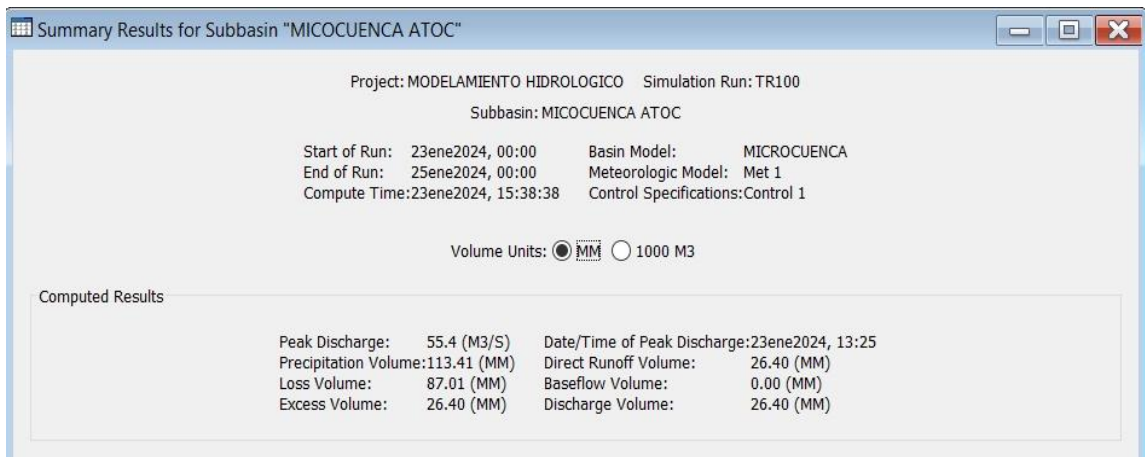 Summary Results for Subbasin "MICOCUENCA ATOC"
Project: MODELAMIENTO HIDROLOGICO Simulation Run: TR100
Subbasin: MICOCUENCA ATOC
Start of Run: 23ene2024, 00:00 Basin Model: MICROCUENCA
End of Run: 25ene2024, 00:00 Meteorologic Model: Met 1
Compute Time:23ene2024, 15:38:38 Control Specifications:Control 1
Volume Units: MM 1000 M3
Computed Results
Peak Discharge: 55.4 (M3/S) Date/Time of Peak Discharge:23ene2024, 13:25
Precipitation Volume:113.41 (MM) Direct Runoff Volume: 26.40 (MM)
Loss Volume: 87.01 (MM) Baseflow Volume: 0.00 (MM)
Excess Volume: 26.40 (MM) Discharge Volume: 26.40 (MM)